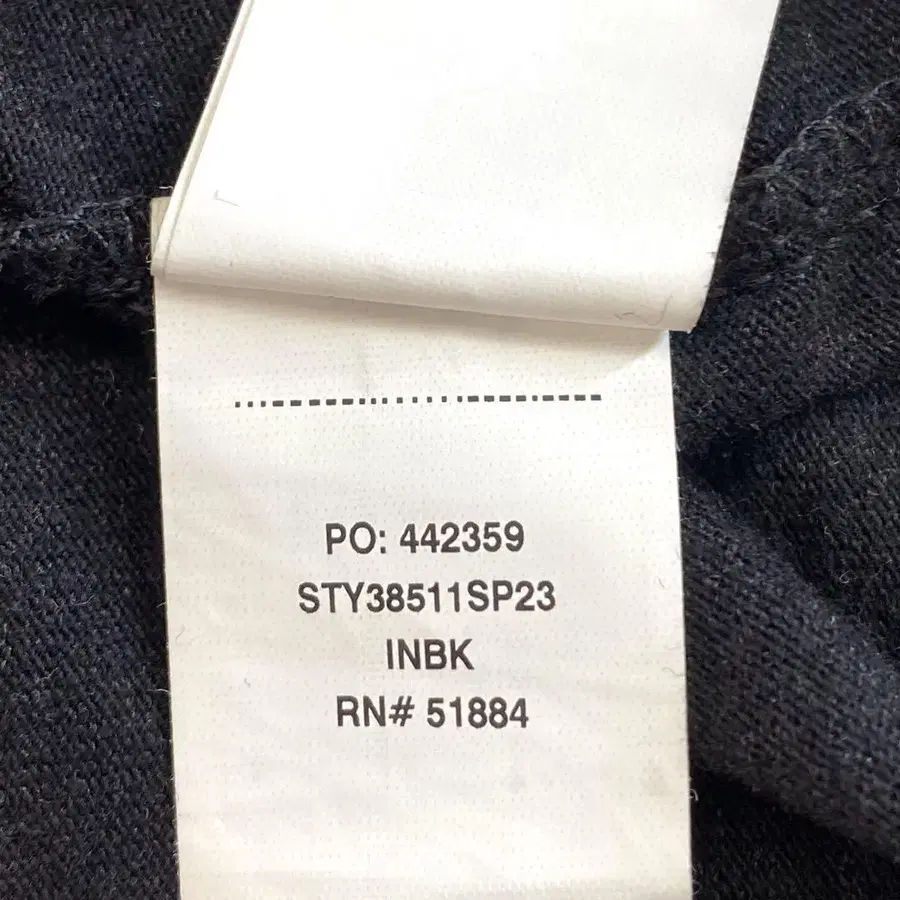 PO: 442359
STY38511SP23
INBK
RN# 51884